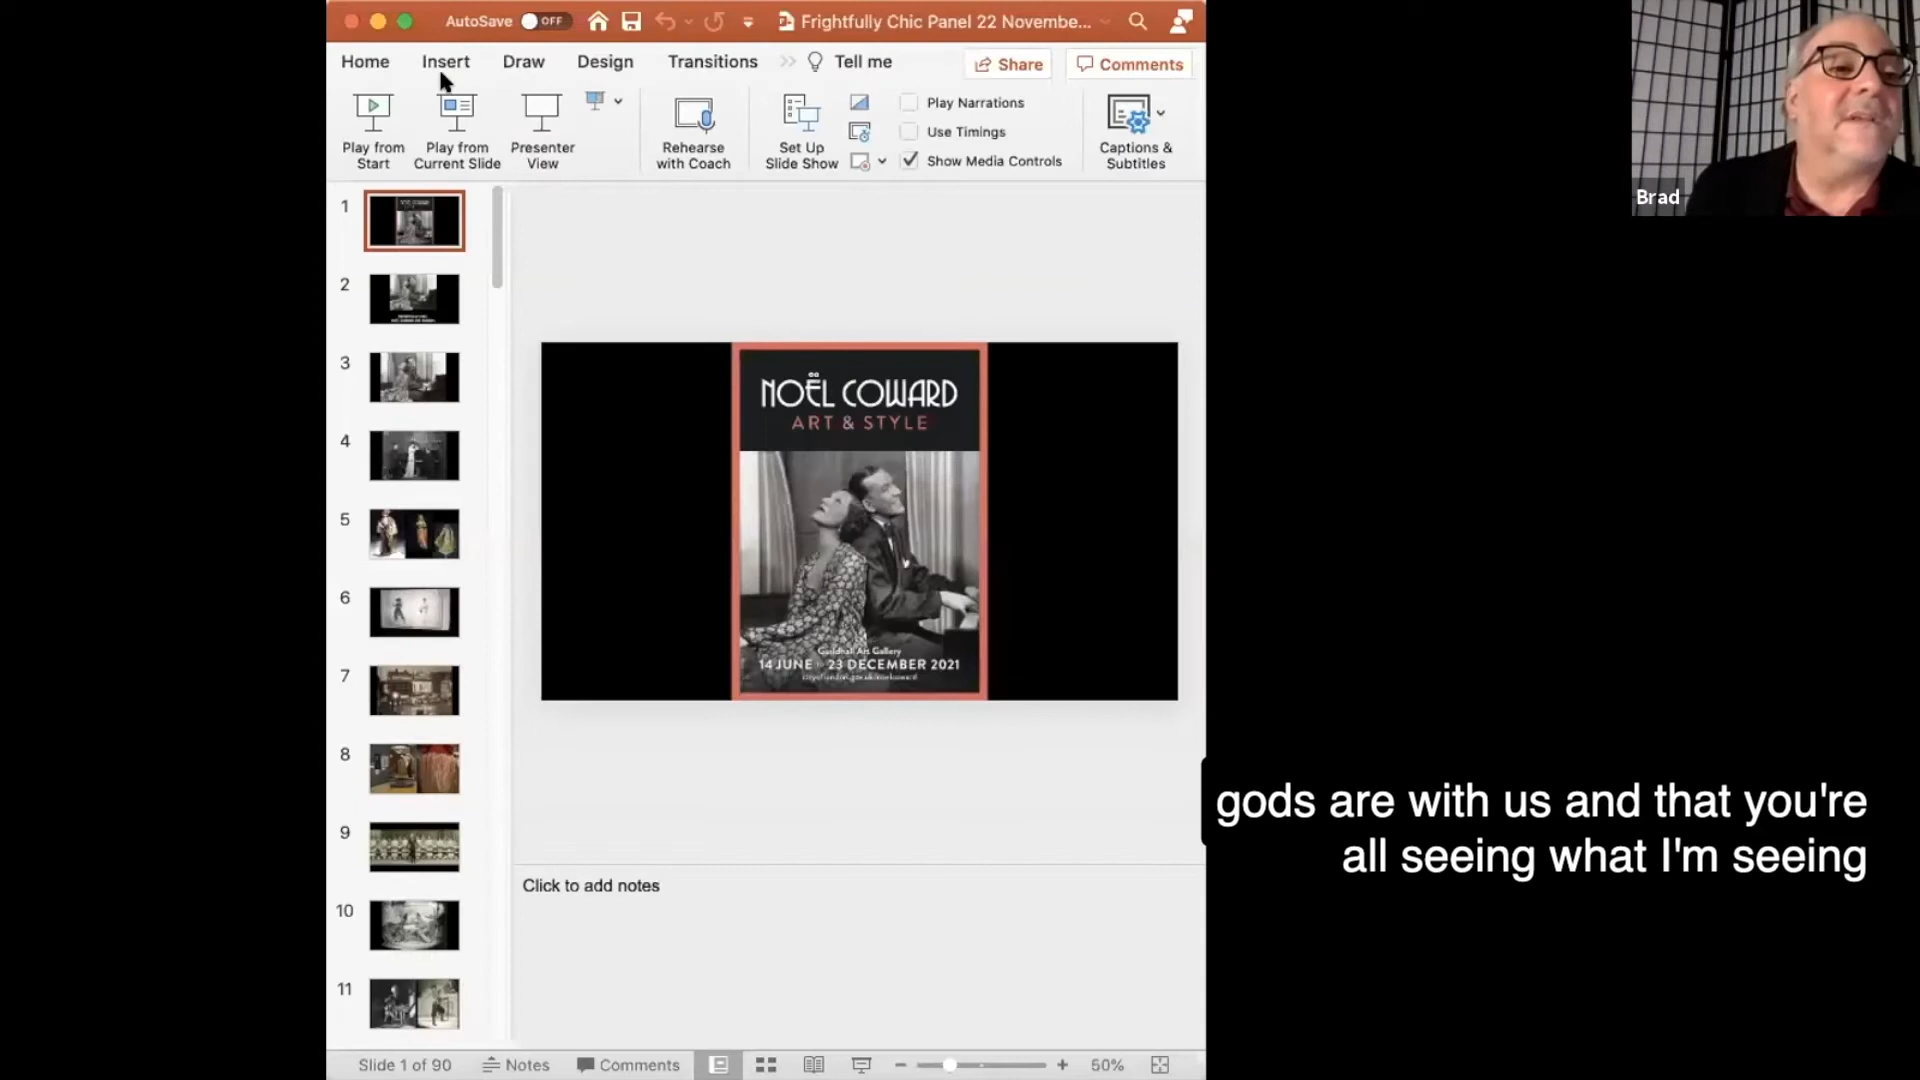 AutoSave OFF Frightfully Chic Panel 22 Novembe...
Home Insert Draw Design Transitions Tell me Share Comments
Play from Start
Play from Current Slide
Presenter View
Rehearse with Coach
Set Up Slide Show
Play Narrations
Use Timings
Show Media Controls
Captions & Subtitles
Brad
1
2
3
4
5
6
7
8
9
10
11
NOËL COWARD
ART & STYLE
Guildhall Art Gallery
14 JUNE - 23 DECEMBER 2021
gods are with us and that you're
all seeing what I'm seeing
Click to add notes
Slide 1 of 90 Notes Comments 50%